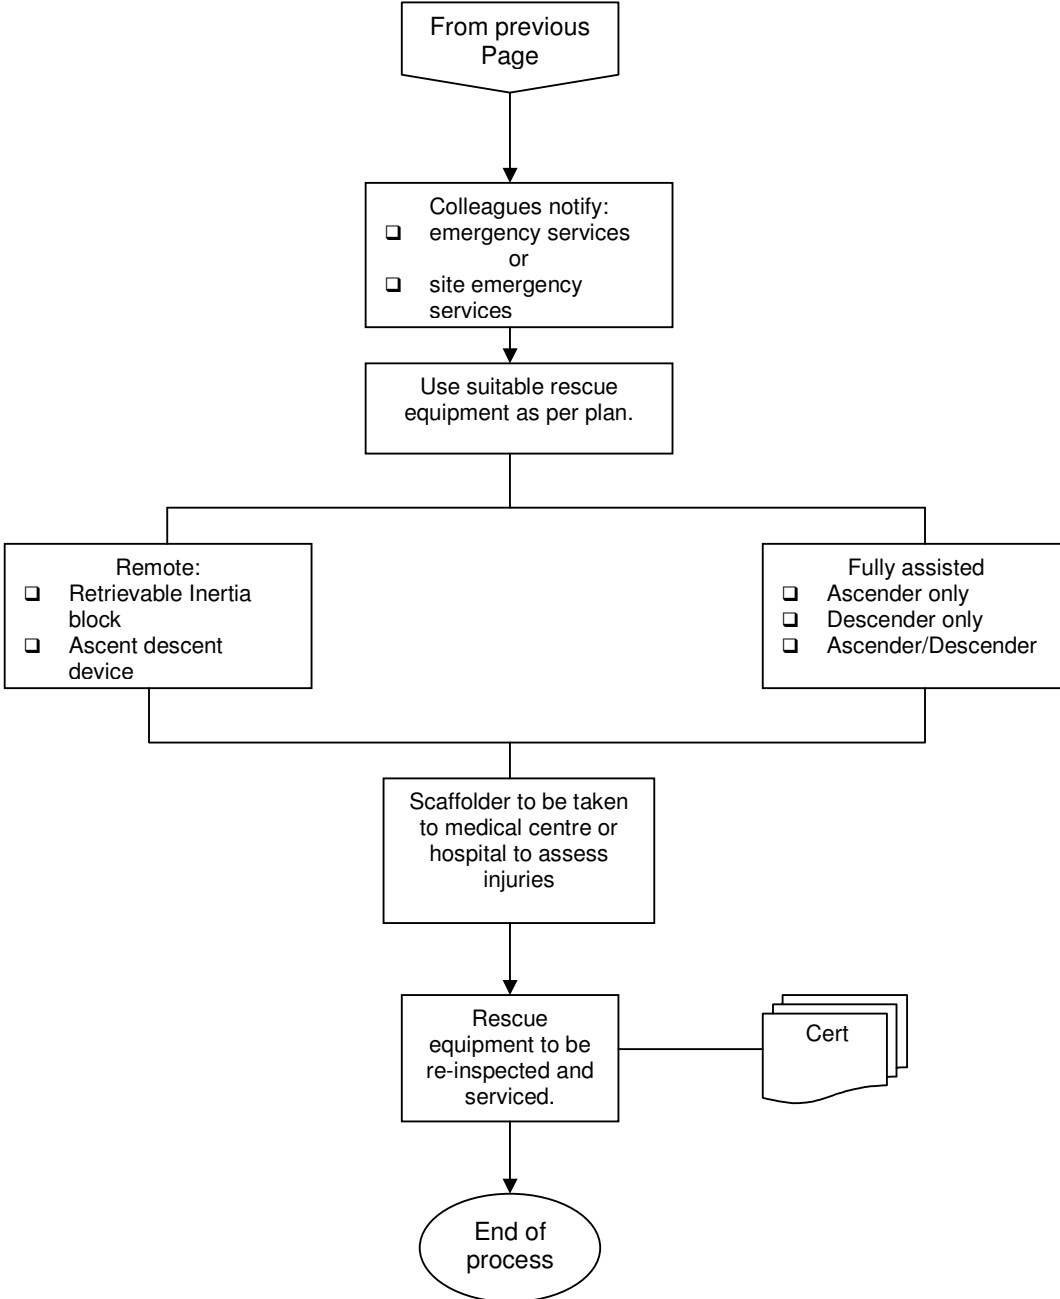 From previous
Page
Colleagues notify:
❑ emergency services
or
❑ site emergency
services
Use suitable rescue
equipment as per plan.
Remote:
❑ Retrievable Inertia
block
❑ Ascent descent
device
Fully assisted
❑ Ascender only
❑ Descender only
❑ Ascender/Descender
Scaffolder to be taken
to medical centre or
hospital to assess
injuries
Rescue
equipment to be
re-inspected and
serviced.
Cert
End of
process